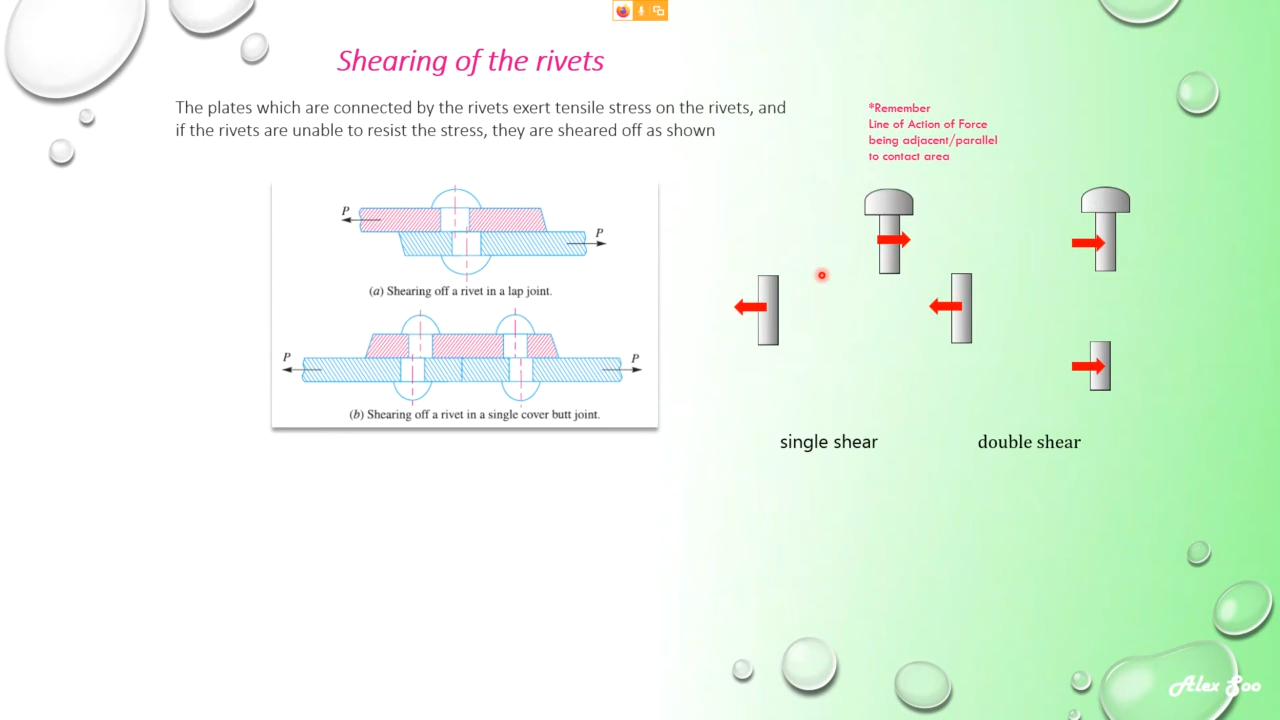 Shearing of the rivets
The plates which are connected by the rivets exert tensile stress on the rivets, and
if the rivets are unable to resist the stress, they are sheared off as shown
*Remember
Line of Action of Force
being adjacent/parallel
to contact area
P
P
(a) Shearing off a rivet in a lap joint.
P
P
(b) Shearing off a rivet in a single cover butt joint.
single shear
double shear
Alex Soo